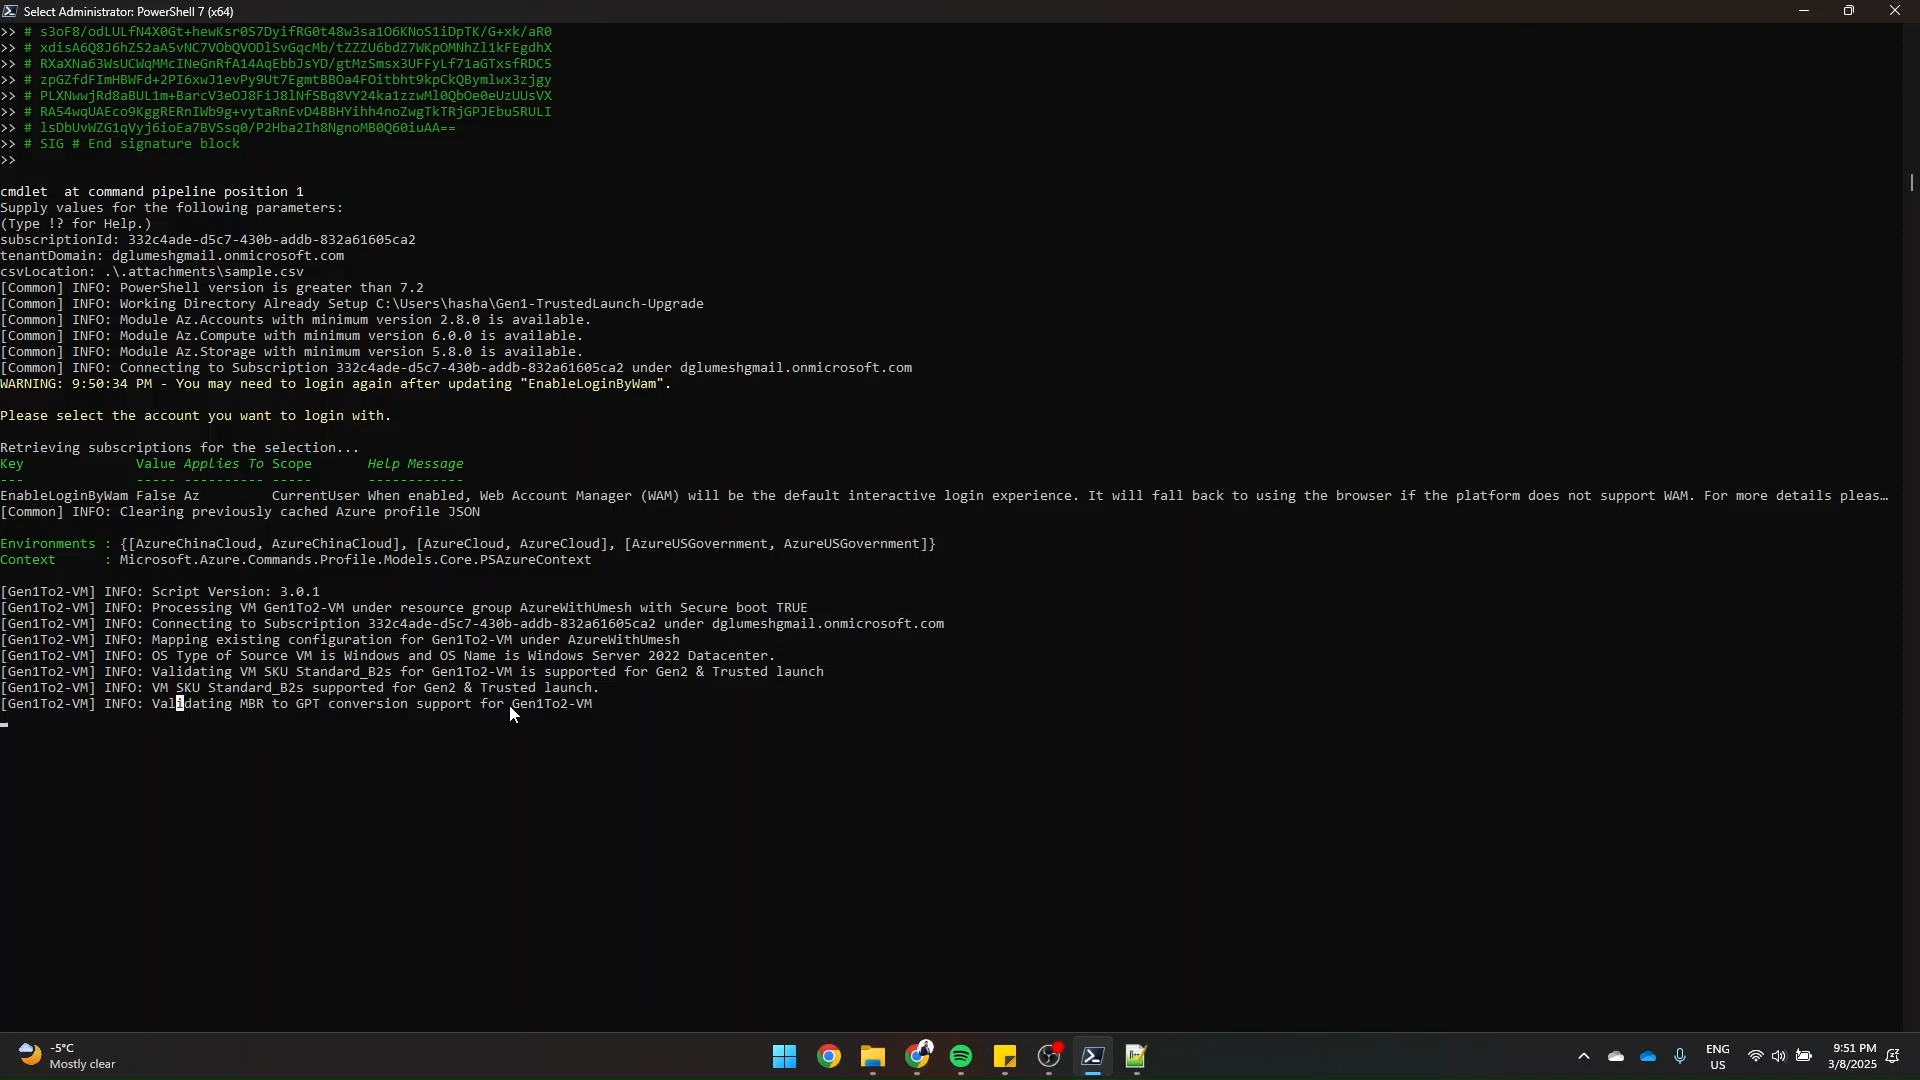 Select Administrator: PowerShell 7 (x64)
>> # s3oF8/odLULfN4X0Gt+hewKsr0S7DyifRG0t48w3sa1O6KNoS1iDpTK/G+xk/aR0
>> # xdisA6Q8J6hZS2aA5vNC7VObQVODlSvGqcMb/tZZZU6bdZ7WKpOMNhZl1kFEgdhX
>> # RXaXNa63WsUCWqMMcINeGnRfA14AqEbbJsYD/gtMzSmsx3UFFyLf71aGTxsfRDC5
>> # zpGZfdFImHBWFd+2PI6xwJ1evPy9Ut7EgmtBBOa4FOitbht9kpCkQBymlwx3zjgy
>> # PLXNwwjRd8aBUL1m+BarcV3eOJ8FiJ8lNfSBq8VY24ka1zzwMl0QbOe0eUzUUsVX
>> # RA54wqUAEco9KggRERnIWb9g+vytaRnEvD4BBHYihh4noZwgTkTRjGPJEbu5RULI
>> # lsDbUvWZG1qVyj6ioEa7BVSsq0/P2Hba2Ih8NgnoMB0Q60iuAA==
>> # SIG # End signature block
>>
cmdlet  at command pipeline position 1
Supply values for the following parameters:
(Type !? for Help.)
subscriptionId: 332c4ade-d5c7-430b-addb-832a61605ca2
tenantDomain: dglumeshgmail.onmicrosoft.com
csvLocation: .\.attachments\sample.csv
[Common] INFO: PowerShell version is greater than 7.2
[Common] INFO: Working Directory Already Setup C:\Users\hasha\Gen1-TrustedLaunch-Upgrade
[Common] INFO: Module Az.Accounts with minimum version 2.8.0 is available.
[Common] INFO: Module Az.Compute with minimum version 6.0.0 is available.
[Common] INFO: Module Az.Storage with minimum version 5.8.0 is available.
[Common] INFO: Connecting to Subscription 332c4ade-d5c7-430b-addb-832a61605ca2 under dglumeshgmail.onmicrosoft.com
WARNING: 9:50:34 PM - You may need to login again after updating "EnableLoginByWam".
Please select the account you want to login with.
Retrieving subscriptions for the selection...
Key Value Applies To Scope Help Message
--- ----- ---------- ----- ------------
EnableLoginByWam False Az CurrentUser When enabled, Web Account Manager (WAM) will be the default interactive login experience. It will fall back to using the browser if the platform does not support WAM. For more details pleas…
[Common] INFO: Clearing previously cached Azure profile JSON
Environments : {[AzureChinaCloud, AzureChinaCloud], [AzureCloud, AzureCloud], [AzureUSGovernment, AzureUSGovernment]}
Context : Microsoft.Azure.Commands.Profile.Models.Core.PSAzureContext
[Gen1To2-VM] INFO: Script Version: 3.0.1
[Gen1To2-VM] INFO: Processing VM Gen1To2-VM under resource group AzureWithUmesh with Secure boot TRUE
[Gen1To2-VM] INFO: Connecting to Subscription 332c4ade-d5c7-430b-addb-832a61605ca2 under dglumeshgmail.onmicrosoft.com
[Gen1To2-VM] INFO: Mapping existing configuration for Gen1To2-VM under AzureWithUmesh
[Gen1To2-VM] INFO: OS Type of Source VM is Windows and OS Name is Windows Server 2022 Datacenter.
[Gen1To2-VM] INFO: Validating VM SKU Standard_B2s for Gen1To2-VM is supported for Gen2 & Trusted launch
[Gen1To2-VM] INFO: VM SKU Standard_B2s supported for Gen2 & Trusted launch.
[Gen1To2-VM] INFO: Validating MBR to GPT conversion support for Gen1To2-VM
-5°C
Mostly clear
ENG
US
9:51 PM
3/8/2025